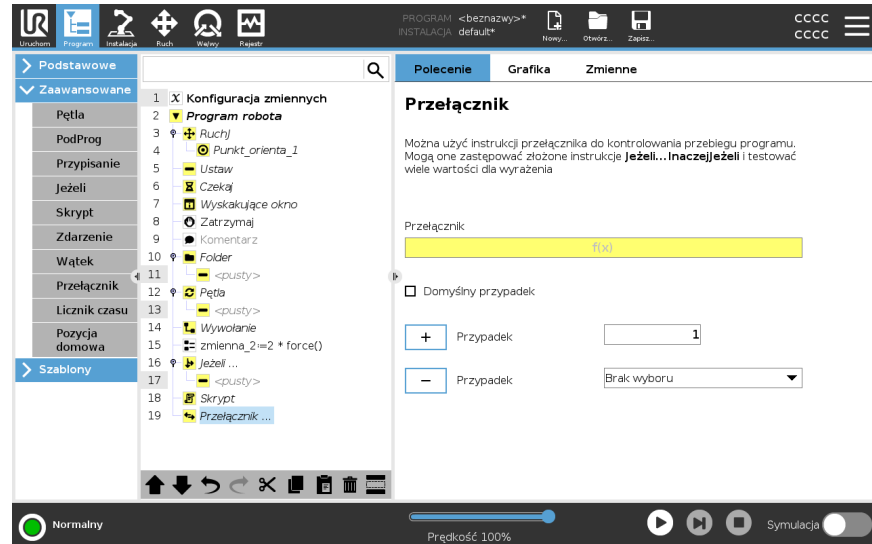 UR
PROGRAM <beznazwy>*
INSTALACJA default*
CCCC
CCCC
Uruchom Program Instalacja Ruch We/wy Rejestr Nowy... Otwórz... Zapisz...
Podstawowe
Zaawansowane
Pętla
PodProg
Przypisanie
Jeżeli
Skrypt
Zdarzenie
Wątek
Przełącznik
Licznik czasu
Pozycja
domowa
Szablony
1 X Konfiguracja zmiennych
2 Program robota
3 RuchJ
4 Punkt_orienta_1
5 Ustaw
6 Czekaj
7 Wyskakujące okno
8 Zatrzymaj
9 Komentarz
10 Folder
11 <pusty>
12 Pętla
13 <pusty>
14 Wywołanie
15 zmienna_2:=2 * force()
16 Jeżeli ...
17 <pusty>
18 Skrypt
19 Przełącznik ...
Polecenie Grafika Zmienne
Przełącznik
Można użyć instrukcji przełącznika do kontrolowania przebiegu programu.
Mogą one zastępować złożone instrukcje Jeżeli...InaczejJeżeli i testować
wiele wartości dla wyrażenia
Przełącznik
f(x)
Domyślny przypadek
+ Przypadek 1
− Przypadek Brak wyboru
Normalny
Prędkość 100%
Symulacja